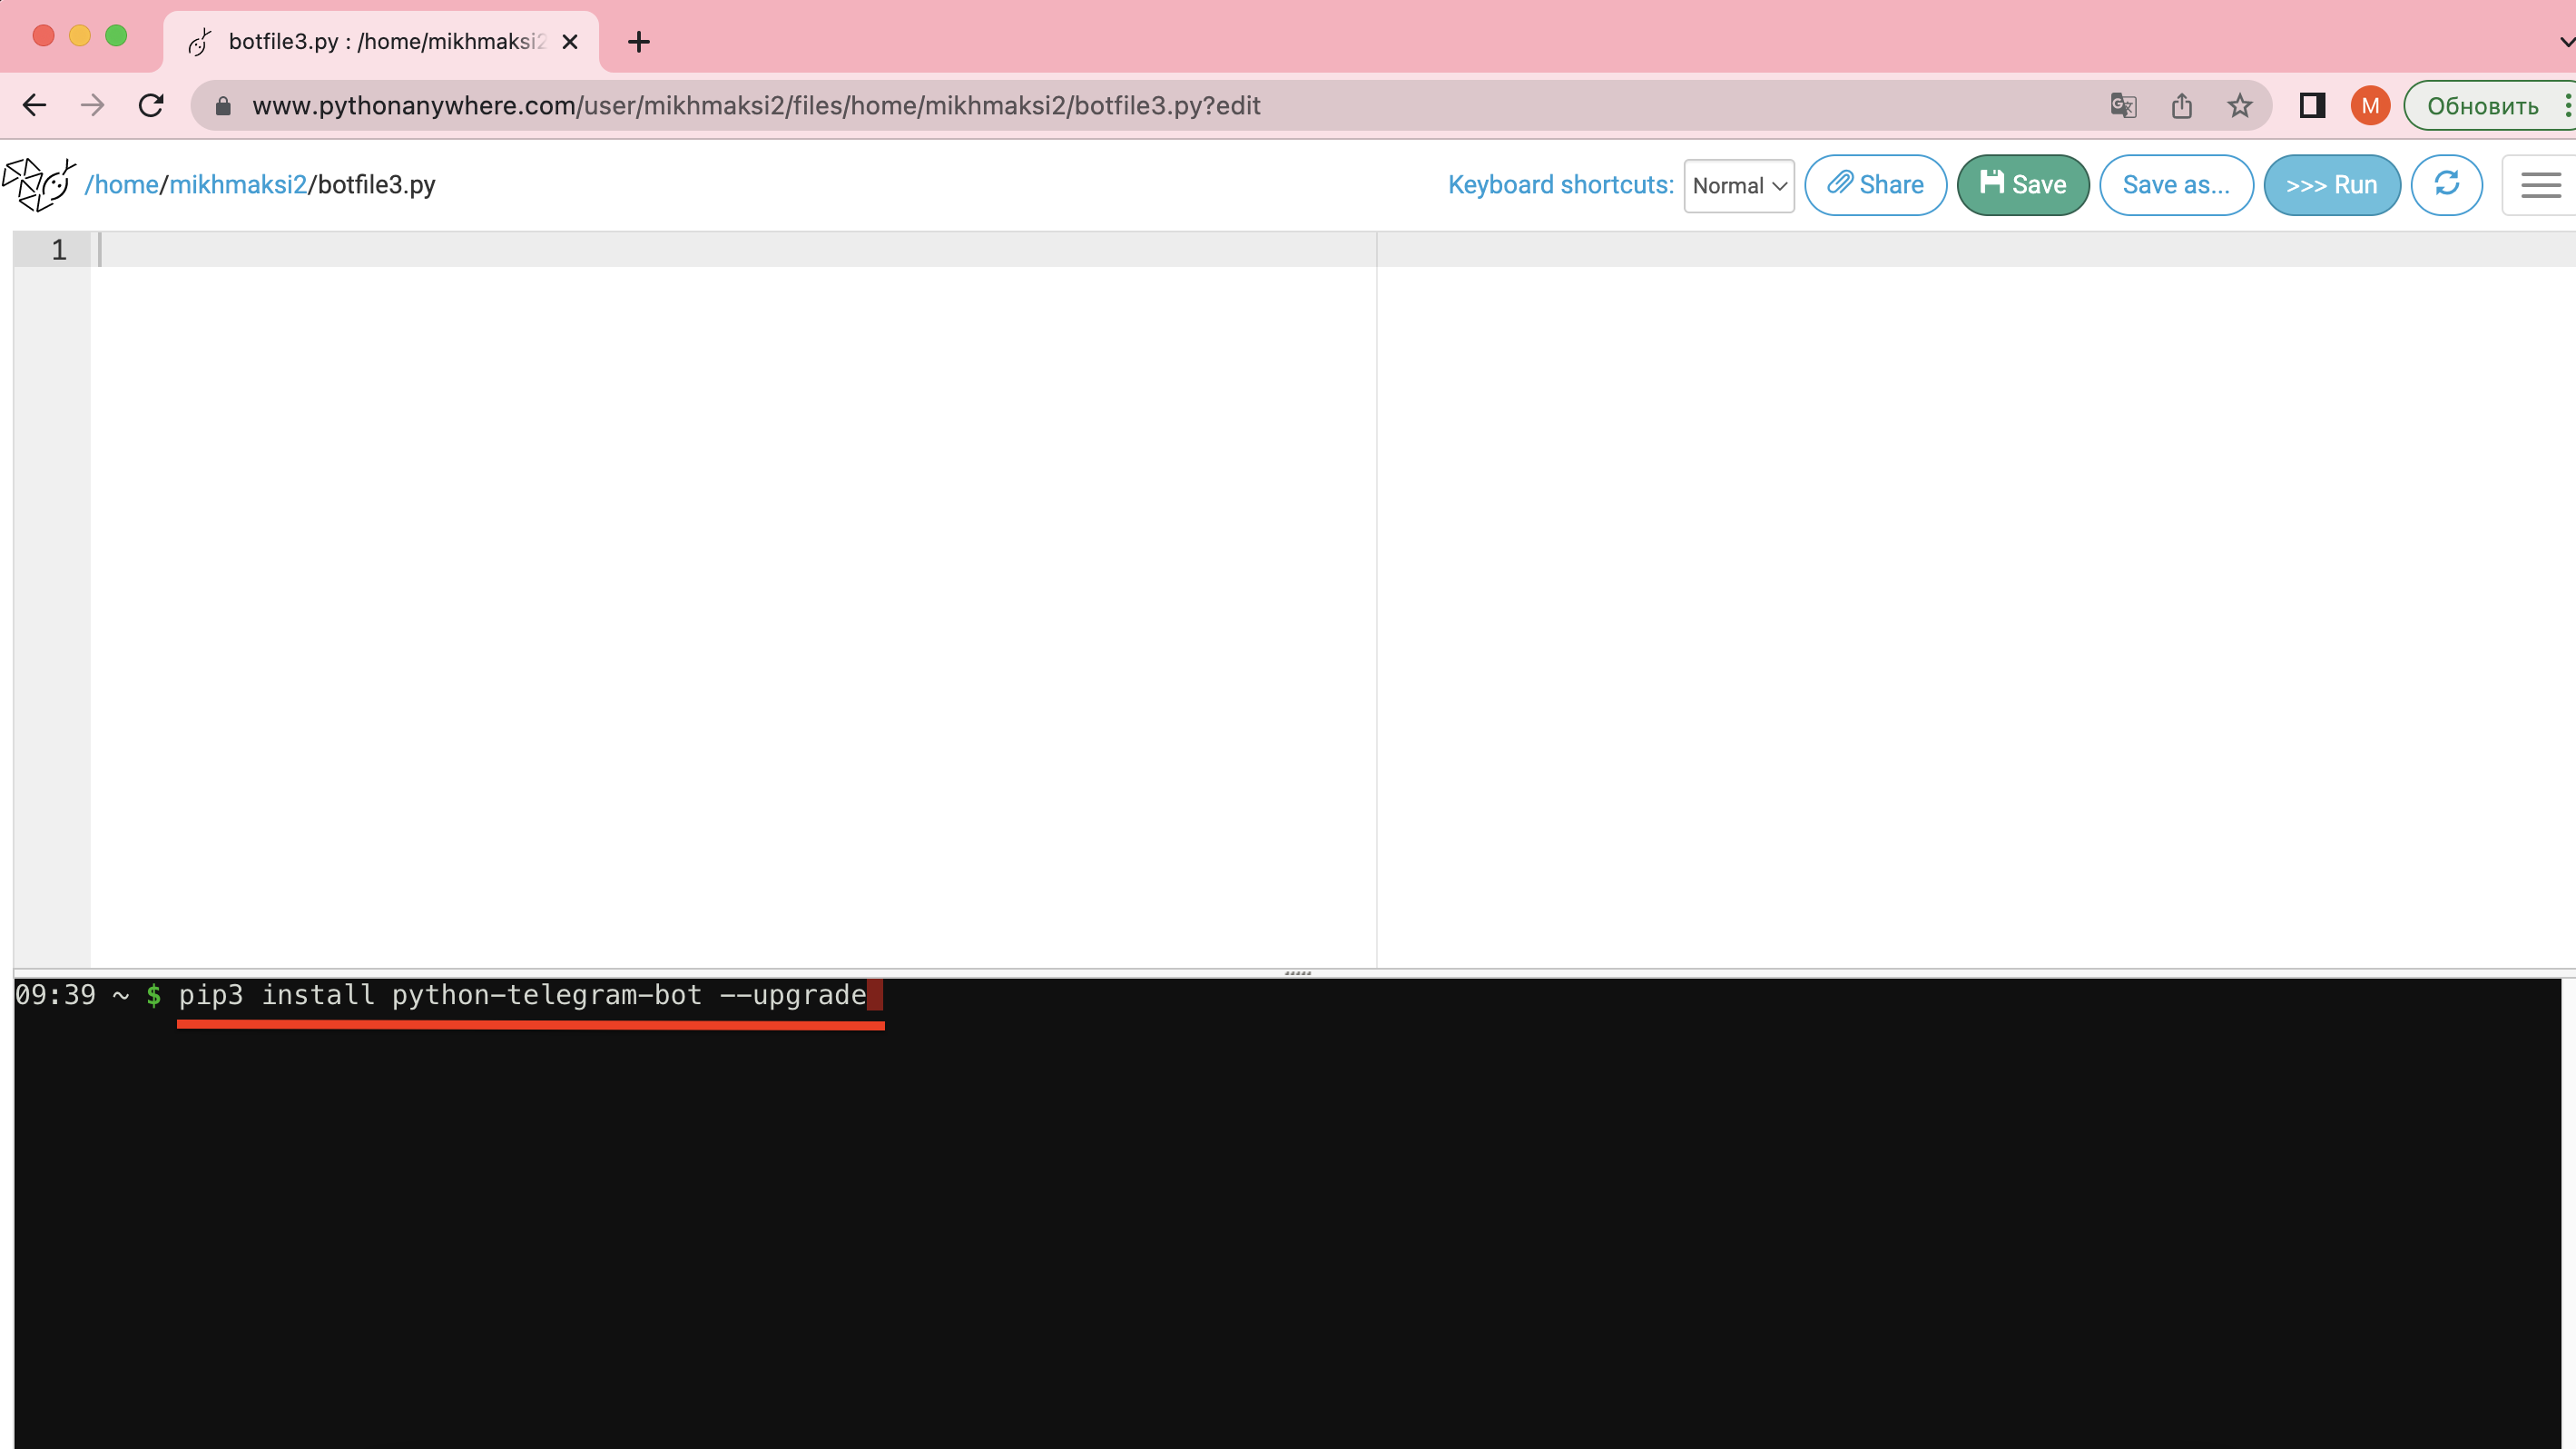 botfile3.py : /home/mikhmaksi2
www.pythonanywhere.com/user/mikhmaksi2/files/home/mikhmaksi2/botfile3.py?edit
M
Обновить
/home/mikhmaksi2/botfile3.py
Keyboard shortcuts:
Normal
Share
Save
Save as...
>>> Run
1
09:39 ~ $ pip3 install python-telegram-bot --upgrade